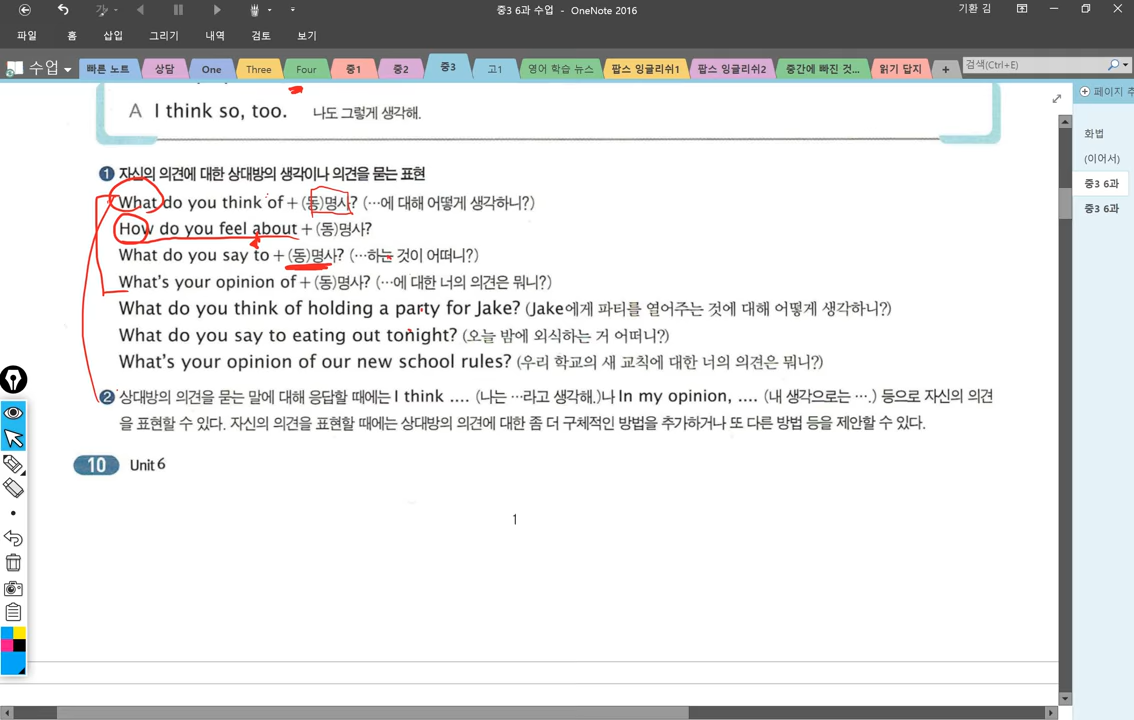 중3 6과 수업 - OneNote 2016
기환 김
파일 홈 삽입 그리기 내역 검토 보기
수업 빠른 노트 상담 One Three Four 중1 중2 중3 고1 영어 학습 뉴스 팝스 잉글리쉬1 팝스 잉글리쉬2 중간에 빠진 것... 읽기 답지 + 검색(Ctrl+E)
페이지 추
화법
(이어서)
중3 6과
중3 6과
A I think so, too. 나도 그렇게 생각해.
1 자신의 의견에 대한 상대방의 생각이나 의견을 묻는 표현
What do you think of + (동)명사? (…에 대해 어떻게 생각하니?)
How do you feel about + (동)명사?
What do you say to + (동)명사? (…하는 것이 어떠니?)
What's your opinion of + (동)명사? (…에 대한 너의 의견은 뭐니?)
What do you think of holding a party for Jake? (Jake에게 파티를 열어주는 것에 대해 어떻게 생각하니?)
What do you say to eating out tonight? (오늘 밤에 외식하는 거 어떠니?)
What's your opinion of our new school rules? (우리 학교의 새 교칙에 대한 너의 의견은 뭐니?)
2 상대방의 의견을 묻는 말에 대해 응답할 때에는 I think .... (나는 …라고 생각해.)나 In my opinion, .... (내 생각으로는 ….) 등으로 자신의 의견
을 표현할 수 있다. 자신의 의견을 표현할 때에는 상대방의 의견에 대한 좀 더 구체적인 방법을 추가하거나 또 다른 방법 등을 제안할 수 있다.
10 Unit 6
1